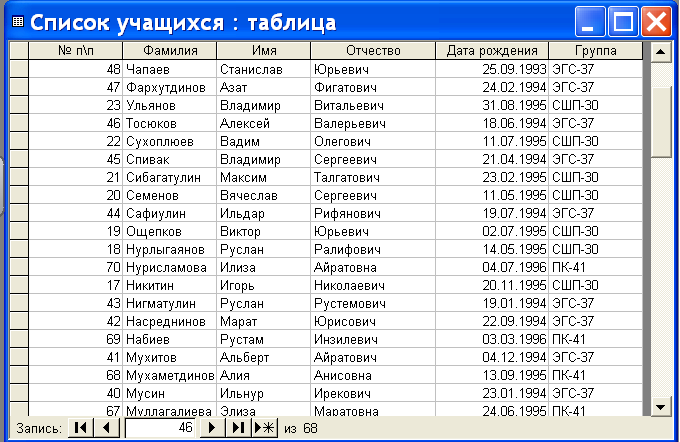 Список учащихся : таблица
№ п\п Фамилия Имя Отчество Дата рождения Группа
48 Чапаев Станислав Юрьевич 25.09.1993 ЭГС-37
47 Фархутдинов Азат Фигатович 24.02.1994 ЭГС-37
23 Ульянов Владимир Витальевич 31.08.1995 СШП-30
46 Тосюков Алексей Валерьевич 18.06.1994 ЭГС-37
22 Сухоплюев Вадим Олегович 11.07.1995 СШП-30
45 Спивак Владимир Сергеевич 21.04.1994 ЭГС-37
21 Сибагатулин Максим Талгатович 23.02.1995 СШП-30
20 Семенов Вячеслав Сергеевич 11.05.1995 СШП-30
44 Сафиулин Ильдар Рифянович 19.07.1994 ЭГС-37
19 Ощепков Виктор Юрьевич 02.07.1995 СШП-30
18 Нурлыгаянов Руслан Ралифович 14.05.1995 СШП-30
70 Нурисламова Илиза Айратовна 04.07.1996 ПК-41
17 Никитин Игорь Николаевич 20.11.1995 СШП-30
43 Нигматулин Руслан Рустемович 19.01.1994 ЭГС-37
42 Насреднинов Марат Юрисович 22.09.1994 ЭГС-37
69 Набиев Рустам Инзилевич 03.03.1996 ПК-41
41 Мухитов Альберт Айратович 04.12.1994 ЭГС-37
68 Мухаметдинов Алия Анисовна 13.09.1995 ПК-41
40 Мусин Ильнур Ирекович 23.01.1994 ЭГС-37
67 Муллагалиева Элиза Маратовна 24.06.1995 ПК-41
Запись: 46 из 68